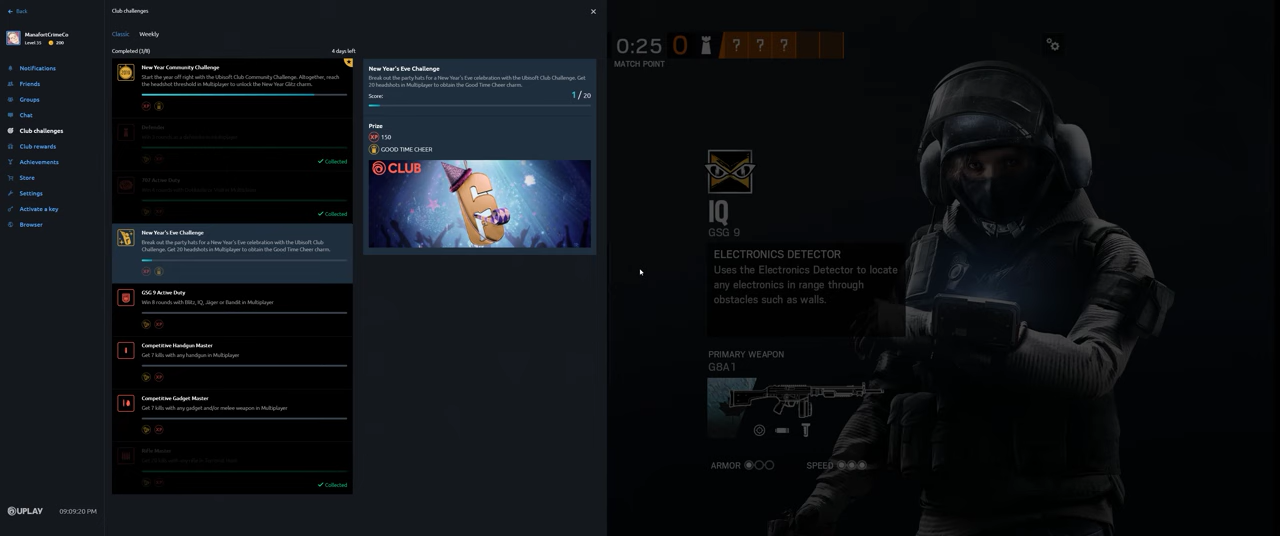 Back
ManafortCrimeCo
Level 35 200
Notifications
Friends
Groups
Chat
Club challenges
Club rewards
Achievements
Store
Settings
Activate a key
Browser
UPLAY 09:09:20 PM
Club challenges
Classic Weekly
Completed (3/8) 4 days left
New Year Community Challenge
Start the year off right with the Ubisoft Club Community Challenge. Altogether, reach
the headshot threshold in Multiplayer to unlock the New Year Glitz charm.
XP
Defender
Collected
Active Duty
Collected
New Year's Eve Challenge
Break out the party hats for a New Year's Eve celebration with the Ubisoft Club
Challenge. Get 20 headshots in Multiplayer to obtain the Good Time Cheer charm.
XP
GSG 9 Active Duty
Win 8 rounds with Blitz, IQ, Jäger or Bandit in Multiplayer
XP
Competitive Handgun Master
Get 7 kills with any handgun in Multiplayer
XP
Competitive Gadget Master
Get 7 kills with any gadget and/or melee weapon in Multiplayer
XP
Rifle Master
Collected
New Year's Eve Challenge
Break out the party hats for a New Year's Eve celebration with the Ubisoft Club Challenge. Get
20 headshots in Multiplayer to obtain the Good Time Cheer charm.
Score: 1 / 20
Prize
XP 150
GOOD TIME CHEER
CLUB
0:25 0 ? ? ?
MATCH POINT
IQ
GSG 9
ELECTRONICS DETECTOR
Uses the Electronics Detector to locate
any electronics in range through
obstacles such as walls.
PRIMARY WEAPON
G8A1
ARMOR SPEED